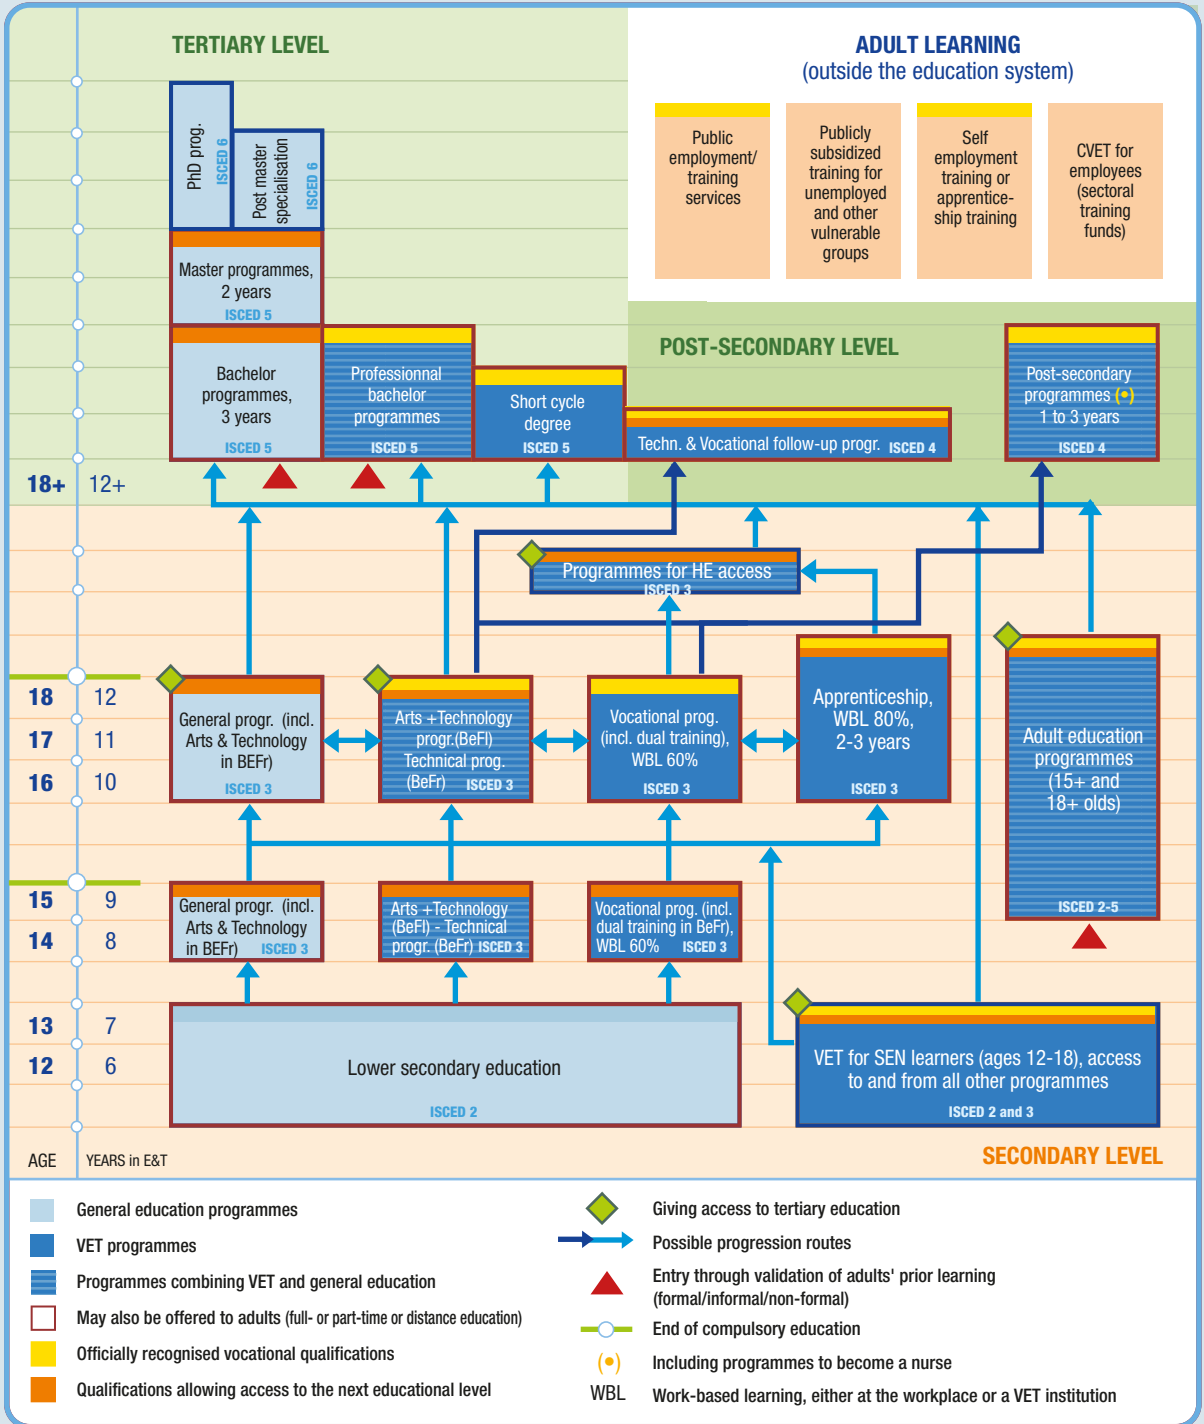 TERTIARY LEVEL
ADULT LEARNING
(outside the education system)
PhD prog.
ISCED 6
Post master
specialisation
ISCED 6
Public
employment/
training
services
Publicly
subsidized
training for
unemployed
and other
vulnerable
groups
Self
employment
training or
apprentice-
ship training
CVET for
employees
(sectoral
training
funds)
Master programmes,
2 years
ISCED 5
POST-SECONDARY LEVEL
Bachelor
programmes,
3 years
ISCED 5
Professionnal
bachelor
programmes
ISCED 5
Short cycle
degree
ISCED 5
Techn. & Vocational follow-up progr. ISCED 4
Post-secondary
programmes (•)
1 to 3 years
ISCED 4
18+ 12+
Programmes for HE access
ISCED 3
18 12
17 11
16 10
General progr. (incl.
Arts & Technology
in BEFr)
ISCED 3
Arts +Technology
progr.(BeFl)
Technical prog.
(BeFr) ISCED 3
Vocational prog.
(incl. dual training),
WBL 60%
ISCED 3
Apprenticeship,
WBL 80%,
2-3 years
ISCED 3
Adult education
programmes
(15+ and
18+ olds)
ISCED 2-5
15 9
14 8
General progr. (incl.
Arts & Technology
in BEFr) ISCED 3
Arts +Technology
(BeFl) - Technical
progr. (BeFr) ISCED 3
Vocational prog. (incl.
dual training in BeFr),
WBL 60% ISCED 3
13 7
12 6
Lower secondary education
ISCED 2
VET for SEN learners (ages 12-18), access
to and from all other programmes
ISCED 2 and 3
AGE YEARS in E&T
SECONDARY LEVEL
General education programmes
VET programmes
Programmes combining VET and general education
May also be offered to adults (full- or part-time or distance education)
Officially recognised vocational qualifications
Qualifications allowing access to the next educational level
Giving access to tertiary education
Possible progression routes
Entry through validation of adults' prior learning
(formal/informal/non-formal)
End of compulsory education
(•) Including programmes to become a nurse
WBL Work-based learning, either at the workplace or a VET institution